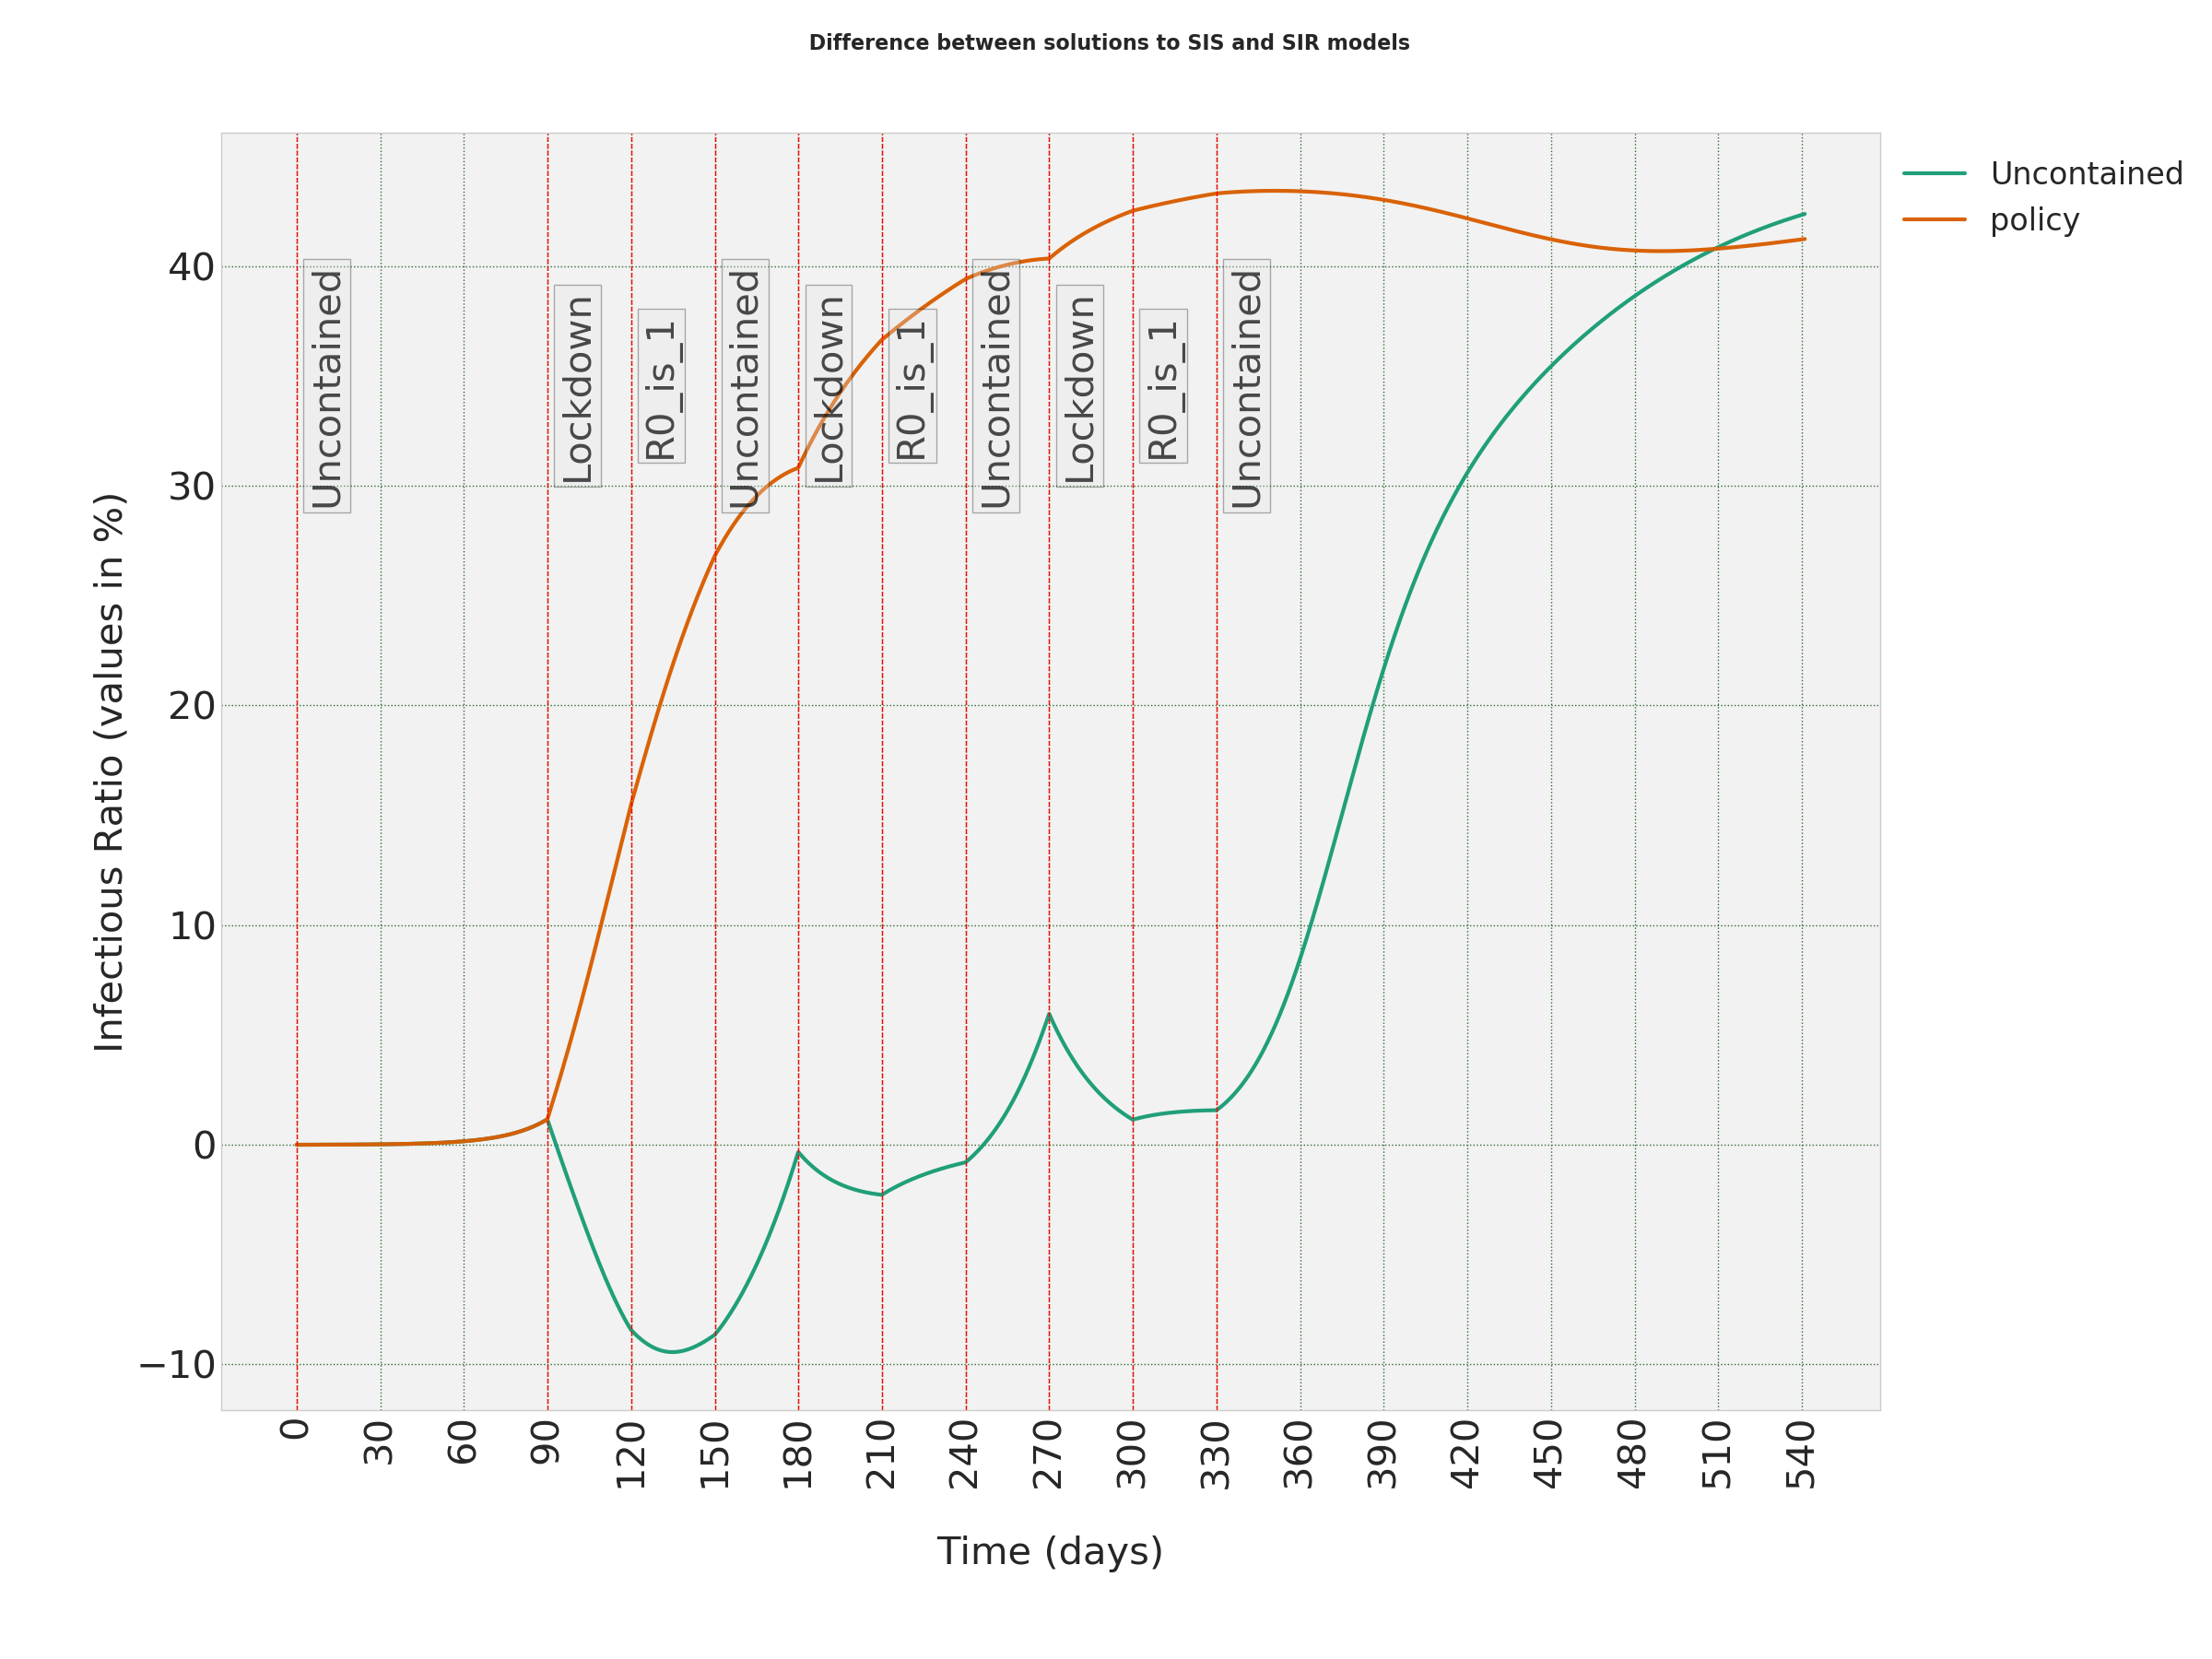 Difference between solutions to SIS and SIR models
Uncontained
policy
Infectious Ratio (values in %)
40
30
20
10
0
−10
Uncontained
Lockdown
R0_is_1
Uncontained
Lockdown
R0_is_1
Uncontained
Lockdown
R0_is_1
Uncontained
0
30
60
90
120
150
180
210
240
270
300
330
360
390
420
450
480
510
540
Time (days)